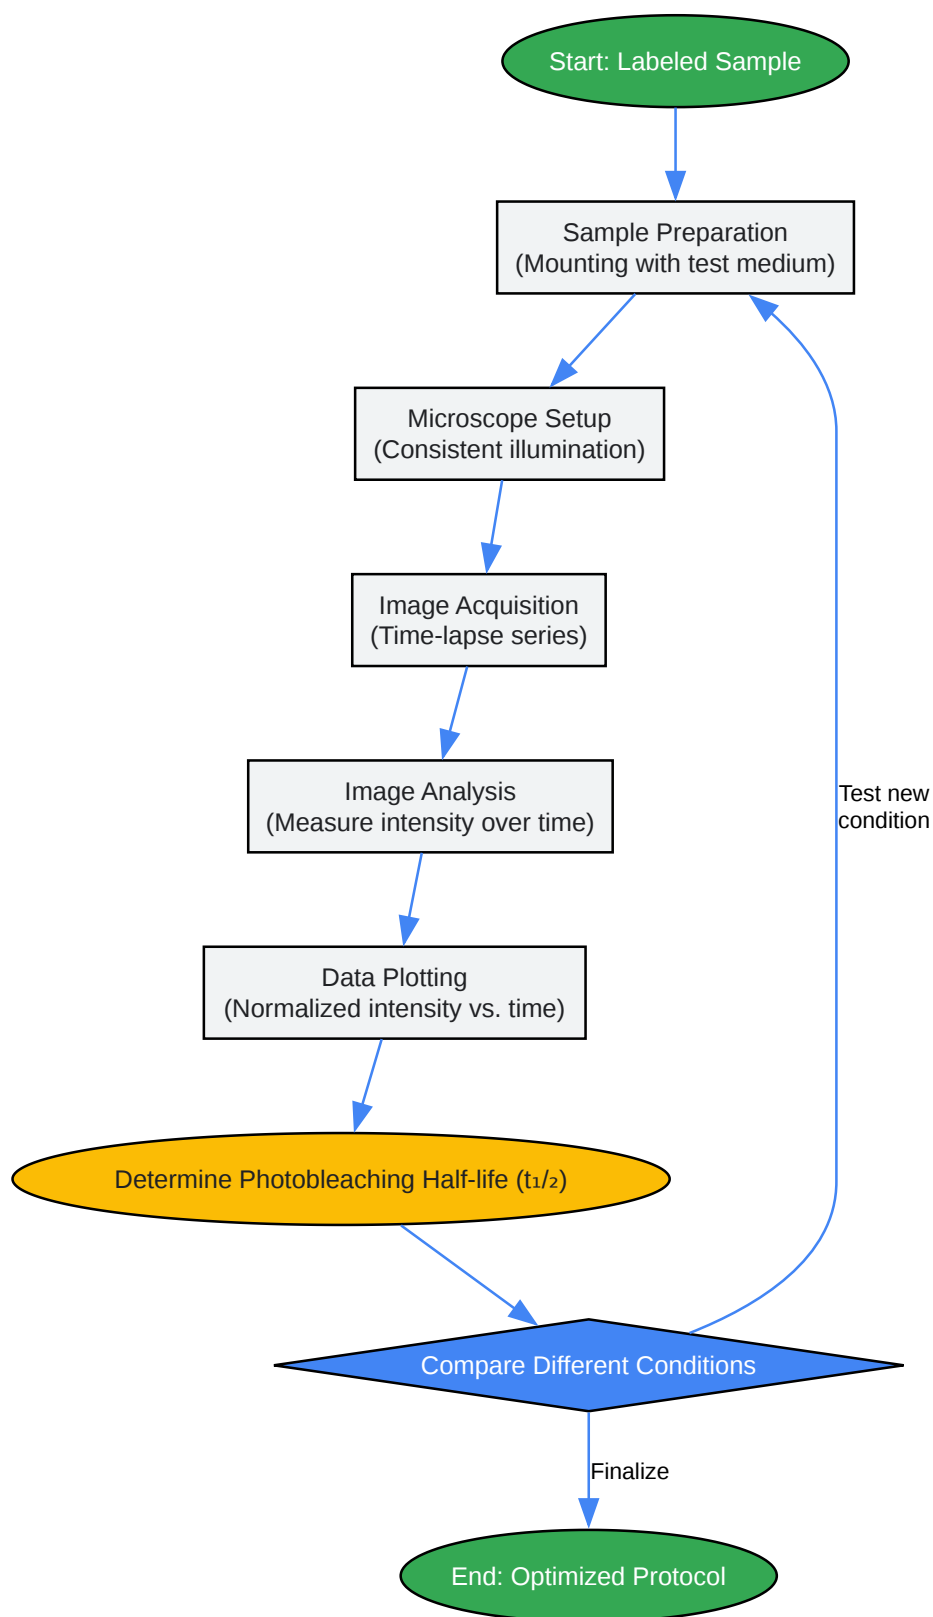 Start: Labeled Sample
Sample Preparation
(Mounting with test medium)
Microscope Setup
(Consistent illumination)
Image Acquisition
(Time-lapse series)
Image Analysis
(Measure intensity over time)
Test new
condition
Data Plotting
(Normalized intensity vs. time)
Determine Photobleaching Half-life (t₁/₂)
Compare Different Conditions
Finalize
End: Optimized Protocol